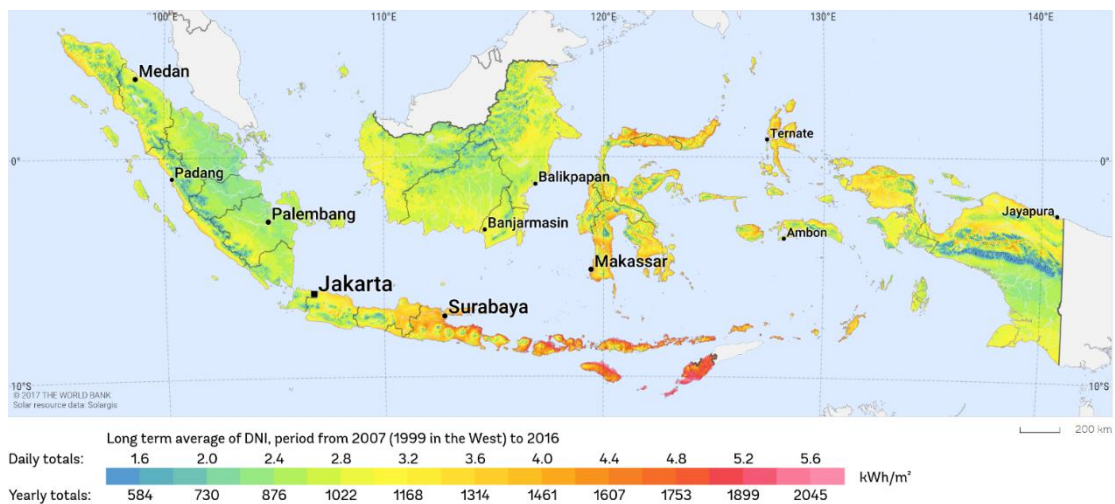 100°E 110°E 120°E 130°E 140°E
Medan
Ternate
0° 0°
Padang
Balikpapan
Palembang
Banjarmasin
Jayapura
Ambon
Makassar
Jakarta
Surabaya
10°S 10°S
© 2017 THE WORLD BANK
Solar resource data: Solargis
200 km
Long term average of DNI, period from 2007 (1999 in the West) to 2016
Daily totals: 1.6 2.0 2.4 2.8 3.2 3.6 4.0 4.4 4.8 5.2 5.6
kWh/m²
Yearly totals: 584 730 876 1022 1168 1314 1461 1607 1753 1899 2045